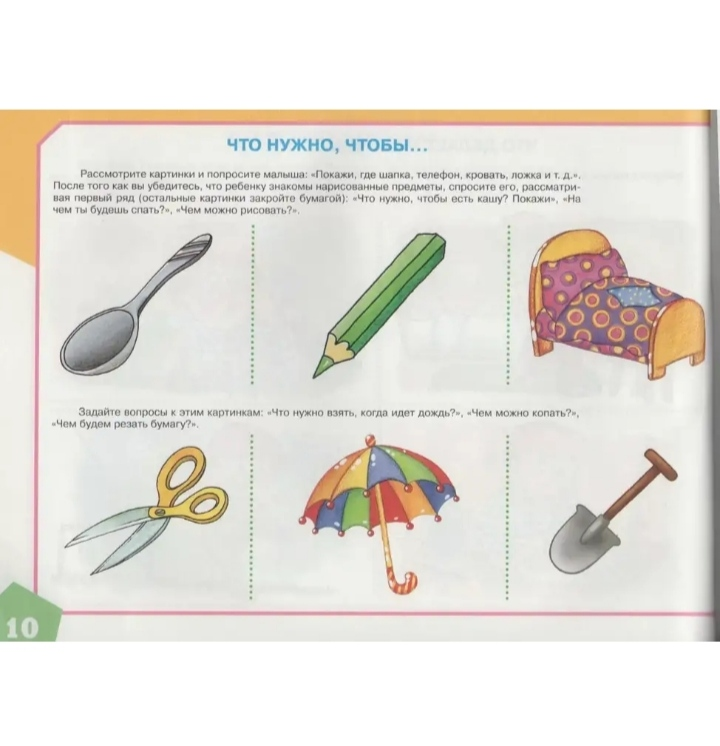 ЧТО НУЖНО, ЧТОБЫ...
Рассмотрите картинки и попросите малыша: «Покажи, где шапка, телефон, кровать, ложка и т. д.».
После того как вы убедитесь, что ребенку знакомы нарисованные предметы, спросите его, рассматри-
вая первый ряд (остальные картинки закройте бумагой): «Что нужно, чтобы есть кашу? Покажи», «На
чем ты будешь спать?», «Чем можно рисовать?».
Задайте вопросы к этим картинкам: «Что нужно взять, когда идет дождь?», «Чем можно копать?»,
«Чем будем резать бумагу?».
10